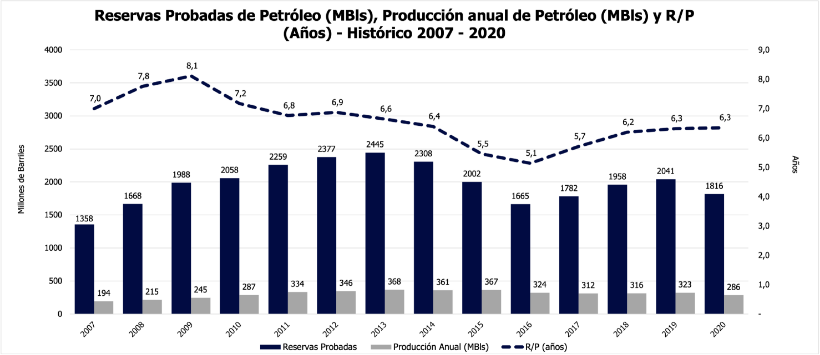 Reservas Probadas de Petróleo (MBls), Producción anual de Petróleo (MBls) y R/P
(Años) - Histórico 2007 - 2020
4000
3500
3000
2500
2000
1500
1000
500
0
Millones de Barriles
9,0
8,0
7,0
6,0
5,0
4,0
3,0
2,0
1,0
-
Años
7,0 7,8 8,1 7,2 6,8 6,9 6,6 6,4 5,5 5,1 5,7 6,2 6,3 6,3
1358 1668 1988 2058 2259 2377 2445 2308 2002 1665 1782 1958 2041 1816
194 215 245 287 334 346 368 361 367 324 312 316 323 286
2007 2008 2009 2010 2011 2012 2013 2014 2015 2016 2017 2018 2019 2020
Reservas Probadas Producción Anual (MBls) R/P (años)